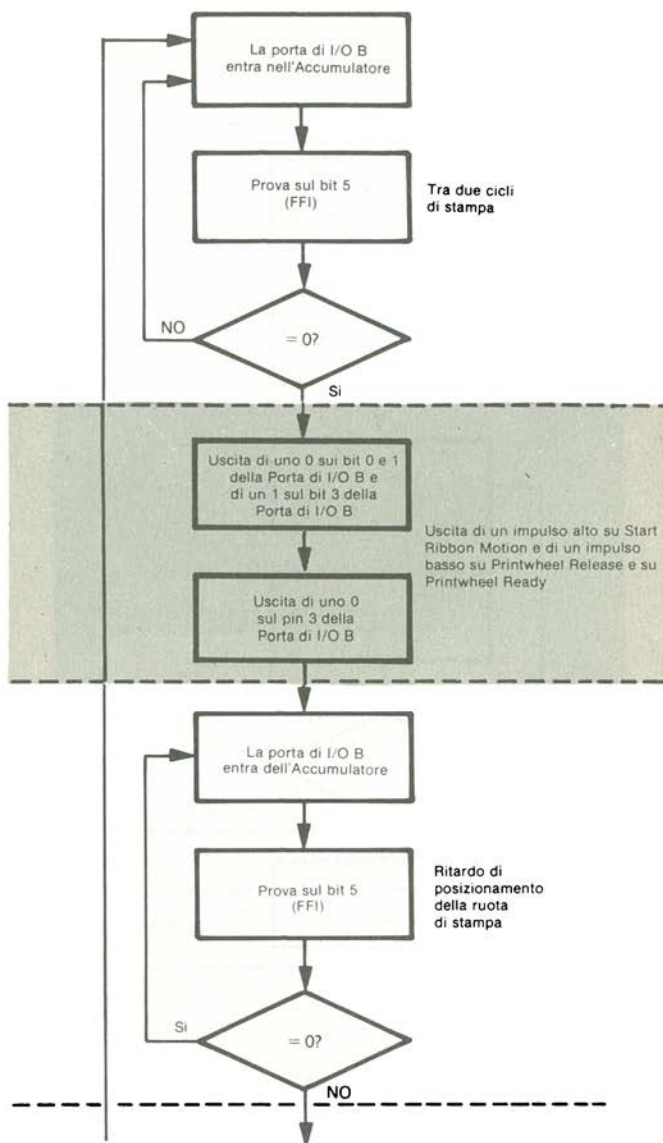 La porta di I/O B
entra nell'Accumulatore
Prova sul bit 5
(FFI)
Tra due cicli
di stampa
NO
= 0?
Si
Uscita di uno 0 sui bit 0 e 1
della Porta di I/O B e
di un 1 sul bit 3 della
Porta di I/O B
Uscita di un impulso alto su Start
Ribbon Motion e di un impulso
basso su Printwheel Release e su
Printwheel Ready
Uscita di uno 0
sul pin 3 della
Porta di I/O B
La porta di I/O B
entra dell'Accumulatore
Prova sul bit 5
(FFI)
Ritardo di
posizionamento
della ruota
di stampa
Si
= 0?
NO